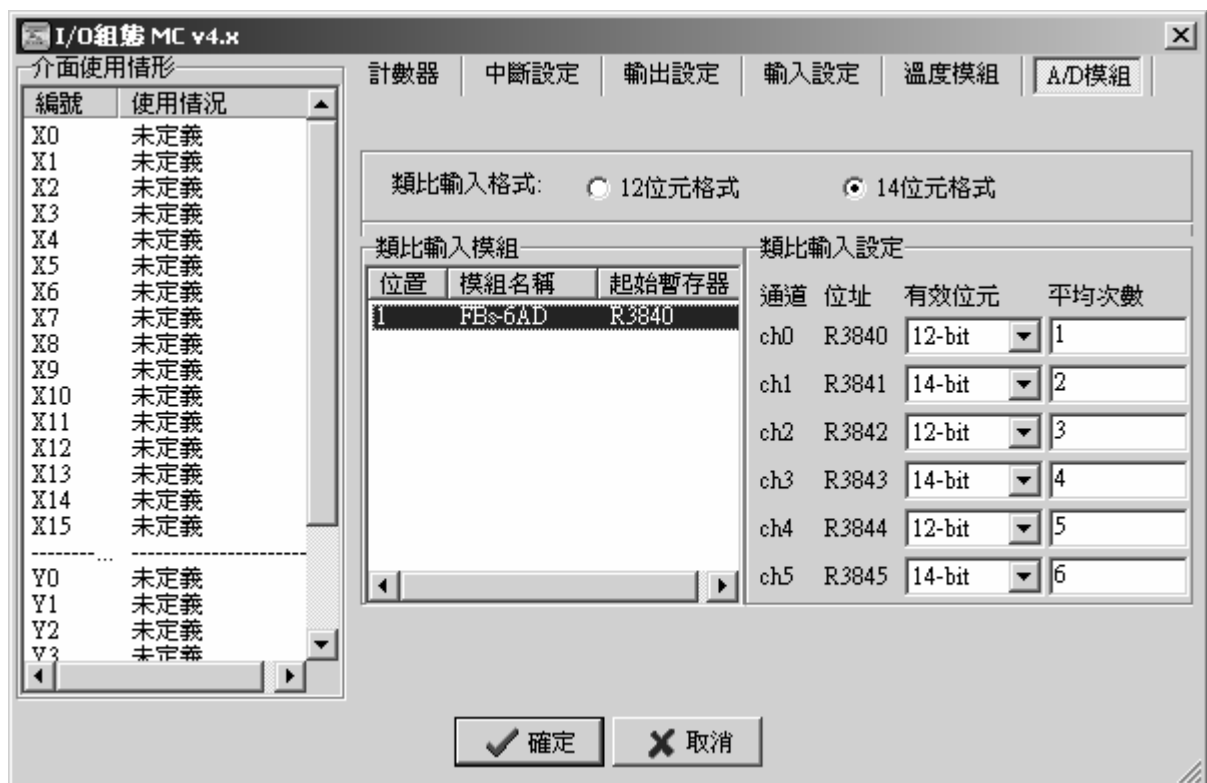 I/O組態 MC v4.x
介面使用情形
編號 使用情況
X0 未定義
X1 未定義
X2 未定義
X3 未定義
X4 未定義
X5 未定義
X6 未定義
X7 未定義
X8 未定義
X9 未定義
X10 未定義
X11 未定義
X12 未定義
X13 未定義
X14 未定義
X15 未定義
--------... ----------------------
Y0 未定義
Y1 未定義
Y2 未定義
Y3 未定義
計數器 中斷設定 輸出設定 輸入設定 溫度模組 A/D模組
類比輸入格式: 12位元格式 14位元格式
類比輸入模組
位置 模組名稱 起始暫存器
1 FBs-6AD R3840
類比輸入設定
通道 位址 有效位元 平均次數
ch0 R3840 12-bit 1
ch1 R3841 14-bit 2
ch2 R3842 12-bit 3
ch3 R3843 14-bit 4
ch4 R3844 12-bit 5
ch5 R3845 14-bit 6
確定 取消